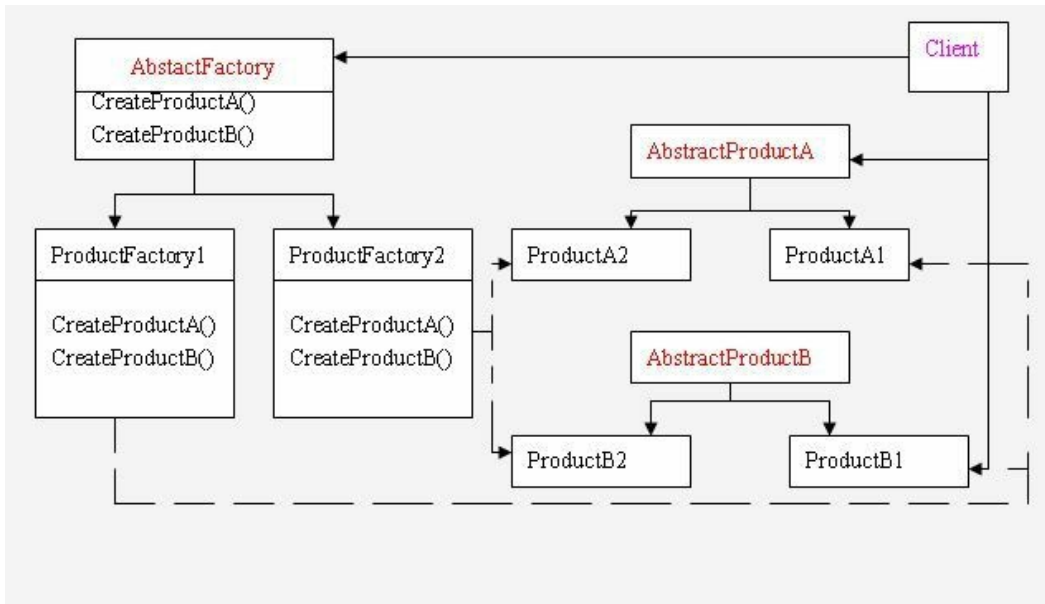 Client
AbstactFactory
CreateProductA()
CreateProductB()
AbstractProductA
ProductFactory1
CreateProductA()
CreateProductB()
ProductFactory2
CreateProductA()
CreateProductB()
ProductA2
ProductA1
AbstractProductB
ProductB2
ProductB1